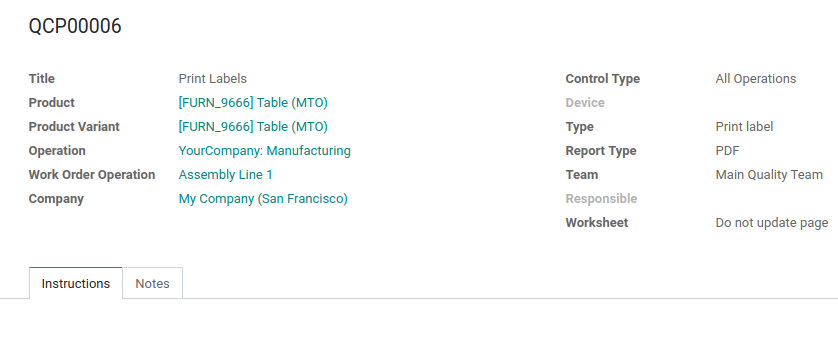 QCP00006
Title Print Labels
Product [FURN_9666] Table (MTO)
Product Variant [FURN_9666] Table (MTO)
Operation YourCompany: Manufacturing
Work Order Operation Assembly Line 1
Company My Company (San Francisco)
Control Type All Operations
Device
Type Print label
Report Type PDF
Team Main Quality Team
Responsible
Worksheet Do not update page
Instructions Notes